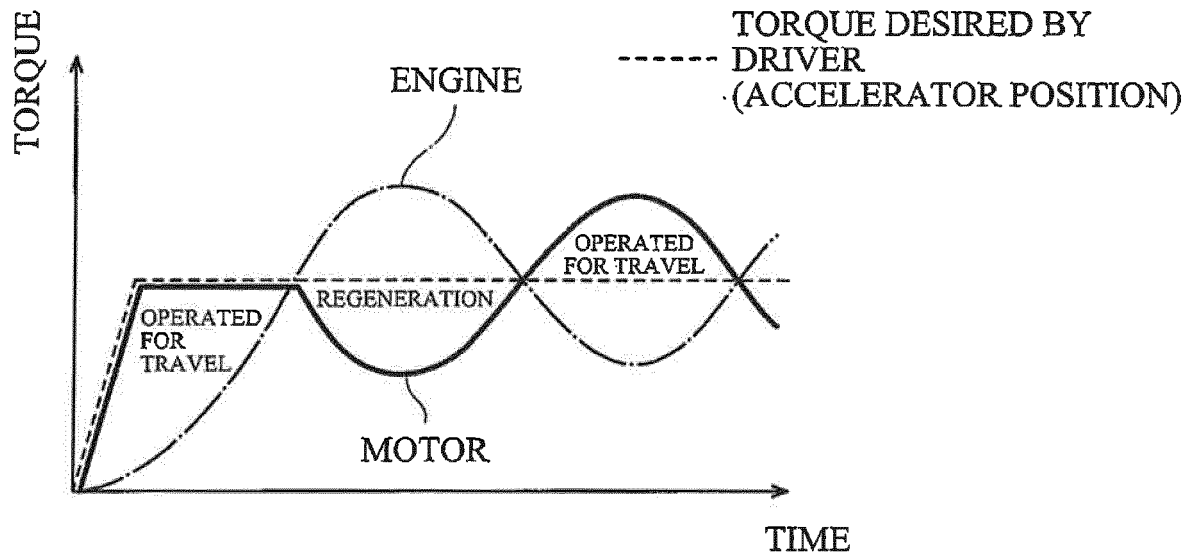 TORQUE
ENGINE
TORQUE DESIRED BY
DRIVER
(ACCELERATOR POSITION)
OPERATED
FOR TRAVEL
REGENERATION
OPERATED
FOR
TRAVEL
MOTOR
TIME